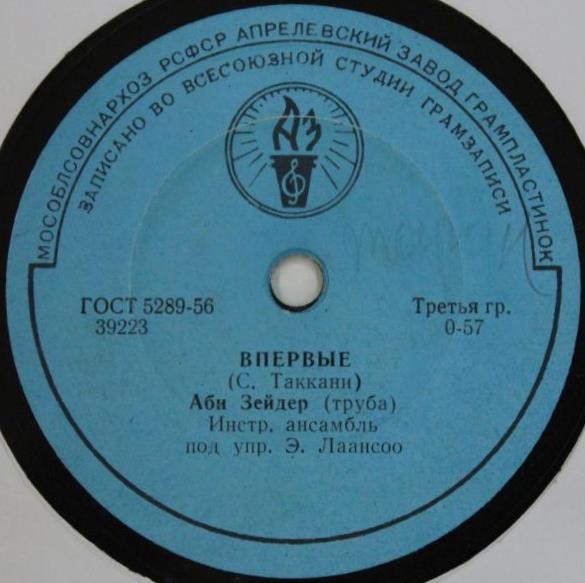 МОСОБЛСОВНАРХОЗ РСФСР АПРЕЛЕВСКИЙ ЗАВОД ГРАМПЛАСТИНОК
ЗАПИСАНО ВО ВСЕСОЮЗНОЙ СТУДИИ ГРАМЗАПИСИ
АЗ
ГОСТ 5289-56
39223
Третья гр.
0-57
ВПЕРВЫЕ
(С. Таккани)
Аби Зейдер (труба)
Инстр. ансамбль
под упр. Э. Лаансоо